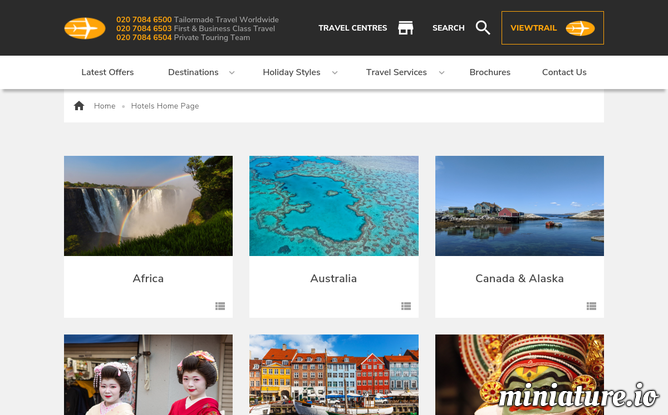 020 7084 6500 Tailormade Travel Worldwide
020 7084 6503 First & Business Class Travel
020 7084 6504 Private Touring Team
TRAVEL CENTRES
SEARCH
VIEWTRAIL
Latest Offers
Destinations
Holiday Styles
Travel Services
Brochures
Contact Us
Home » Hotels Home Page
Africa
Australia
Canada & Alaska
miniature.io